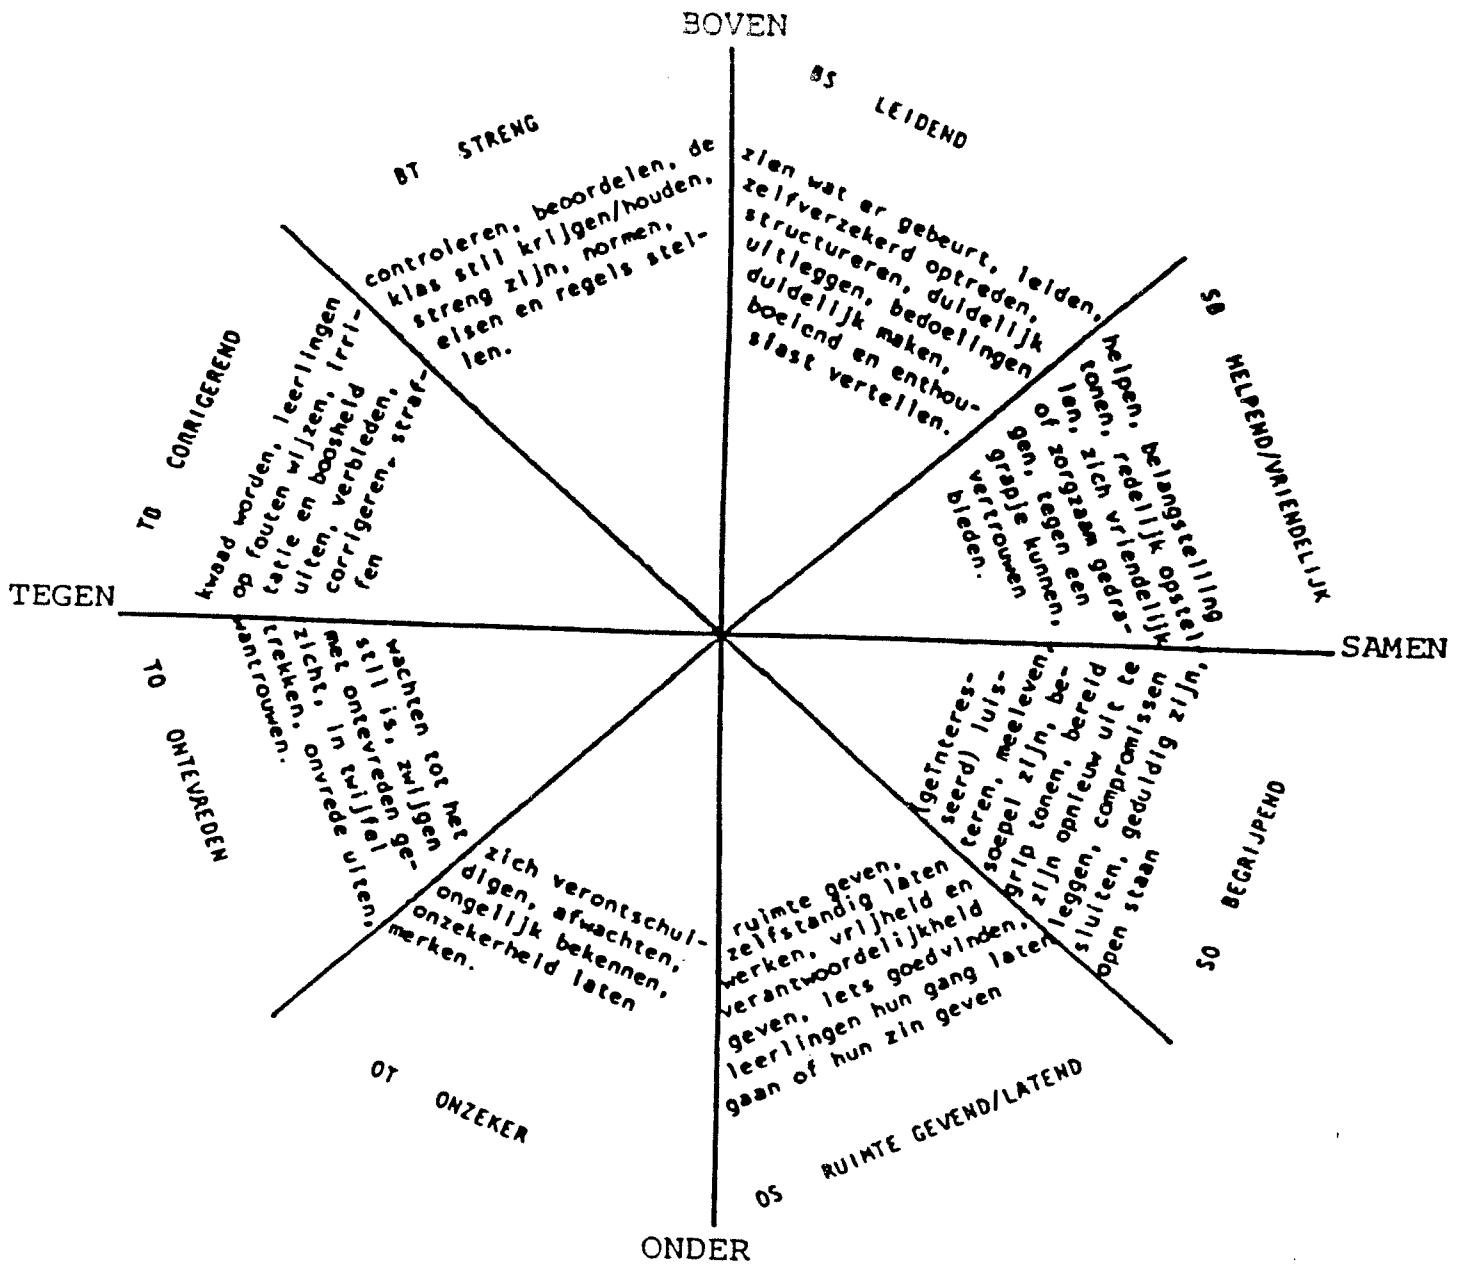 BOVEN
BS LEIDEND
zien wat er gebeurt, leiden,
zelfverzekerd optreden,
structureren, duidelijk
uitleggen, bedoelingen
duidelijk maken,
boeiend en enthou-
siast vertellen.
SB HELPEND/VRIENDELIJK
helpen, belangstelling
tonen, redelijk opstel
len, zich vriendelijk
of zorgzaam gedra-
gen, tegen een
grapje kunnen,
vertrouwen
bieden.
SAMEN
SO BEGRIJPEND
(geïnteres-
seerd) luis-
teren, meeleven,
soepel zijn, be-
grip tonen, bereid
zijn opnieuw uit te
leggen, compromissen
sluiten, geduldig zijn,
open staan
OS RUIMTE GEVEND/LATEND
ruimte geven,
zelfstandig laten
werken, vrijheid en
verantwoordelijkheid
geven, iets goedvinden,
leerlingen hun gang laten
gaan of hun zin geven
ONDER
OT ONZEKER
zich verontschul-
digen, afwachten,
ongelijk bekennen,
onzekerheid laten
merken.
TO ONTEVREDEN
wachten tot het
stil is, zwijgen
met ontevreden ge-
zicht, in twijfel
trekken, onvrede uiten,
wantrouwen.
TEGEN
TB CORRIGEREND
kwaad worden, leerlingen
op fouten wijzen, irri-
tatie en boosheid
uiten, verbieden,
corrigeren, straf-
fen
BT STRENG
controleren, beoordelen, de
klas stil krijgen/houden,
streng zijn, normen,
eisen en regels stel-
len.